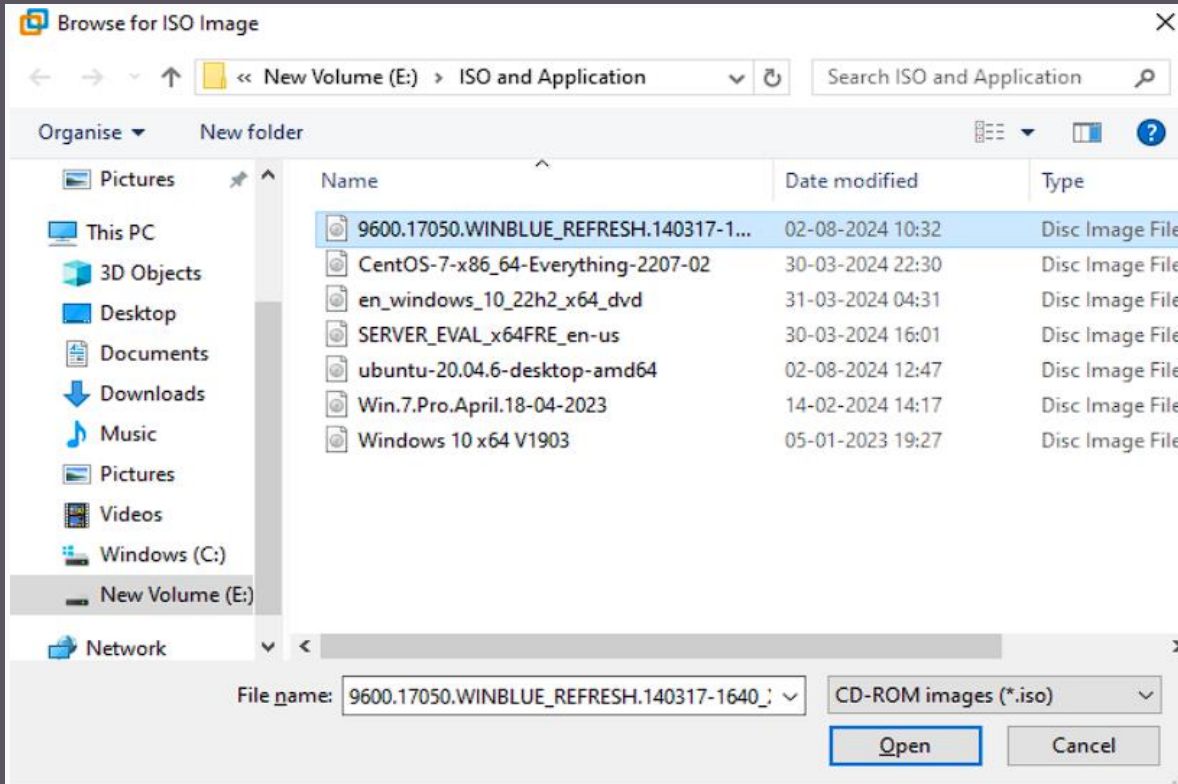 Browse for ISO Image
« New Volume (E:) › ISO and Application
Search ISO and Application
Organise
New folder
Pictures
This PC
3D Objects
Desktop
Documents
Downloads
Music
Pictures
Videos
Windows (C:)
New Volume (E:)
Network
Name Date modified Type
9600.17050.WINBLUE_REFRESH.140317-1... 02-08-2024 10:32 Disc Image File
CentOS-7-x86_64-Everything-2207-02 30-03-2024 22:30 Disc Image File
en_windows_10_22h2_x64_dvd 31-03-2024 04:31 Disc Image File
SERVER_EVAL_x64FRE_en-us 30-03-2024 16:01 Disc Image File
ubuntu-20.04.6-desktop-amd64 02-08-2024 12:47 Disc Image File
Win.7.Pro.April.18-04-2023 14-02-2024 14:17 Disc Image File
Windows 10 x64 V1903 05-01-2023 19:27 Disc Image File
File name: 9600.17050.WINBLUE_REFRESH.140317-1640_
CD-ROM images (*.iso)
Open
Cancel